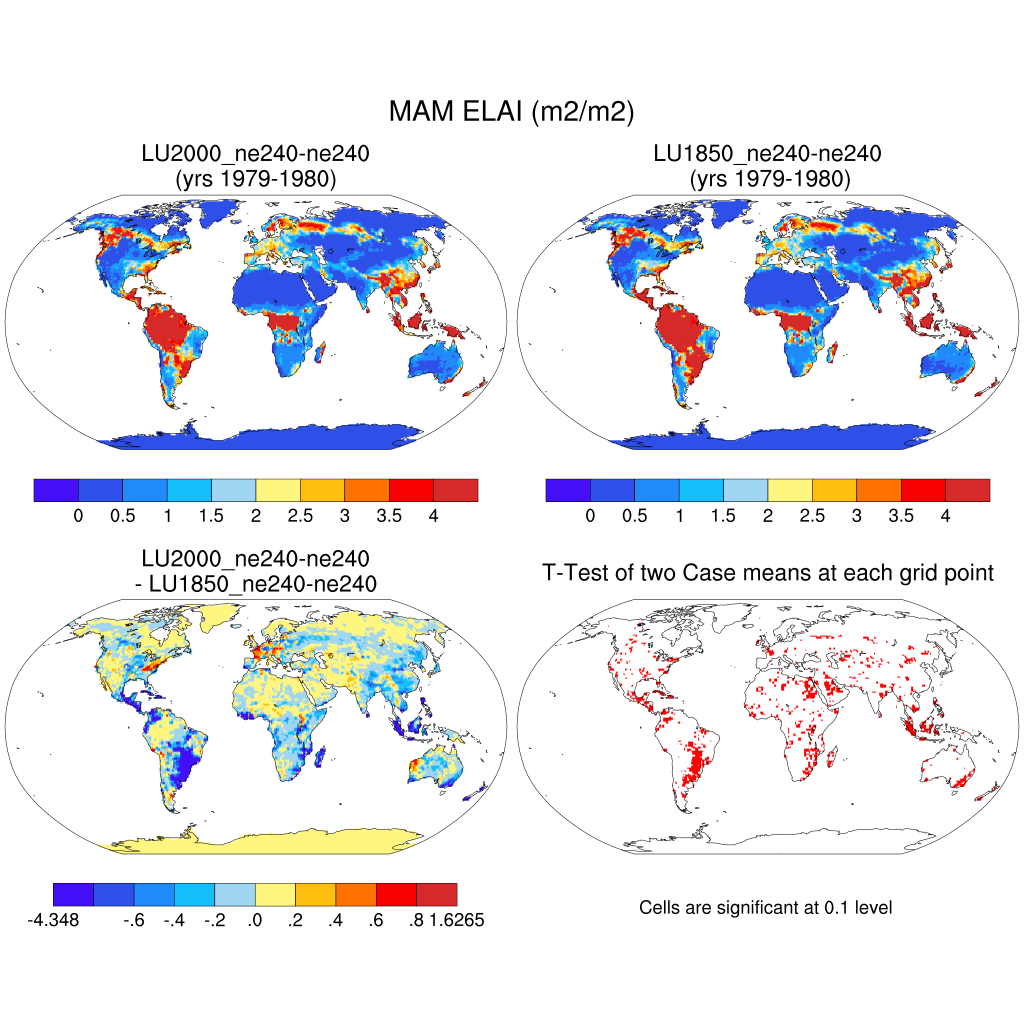 MAM ELAI (m2/m2)
LU2000_ne240-ne240
(yrs 1979-1980)
LU1850_ne240-ne240
(yrs 1979-1980)
0 0.5 1 1.5 2 2.5 3 3.5 4
0 0.5 1 1.5 2 2.5 3 3.5 4
LU2000_ne240-ne240
- LU1850_ne240-ne240
T-Test of two Case means at each grid point
-4.348 -.6 -.4 -.2 .0 .2 .4 .6 .8 1.6265
Cells are significant at 0.1 level